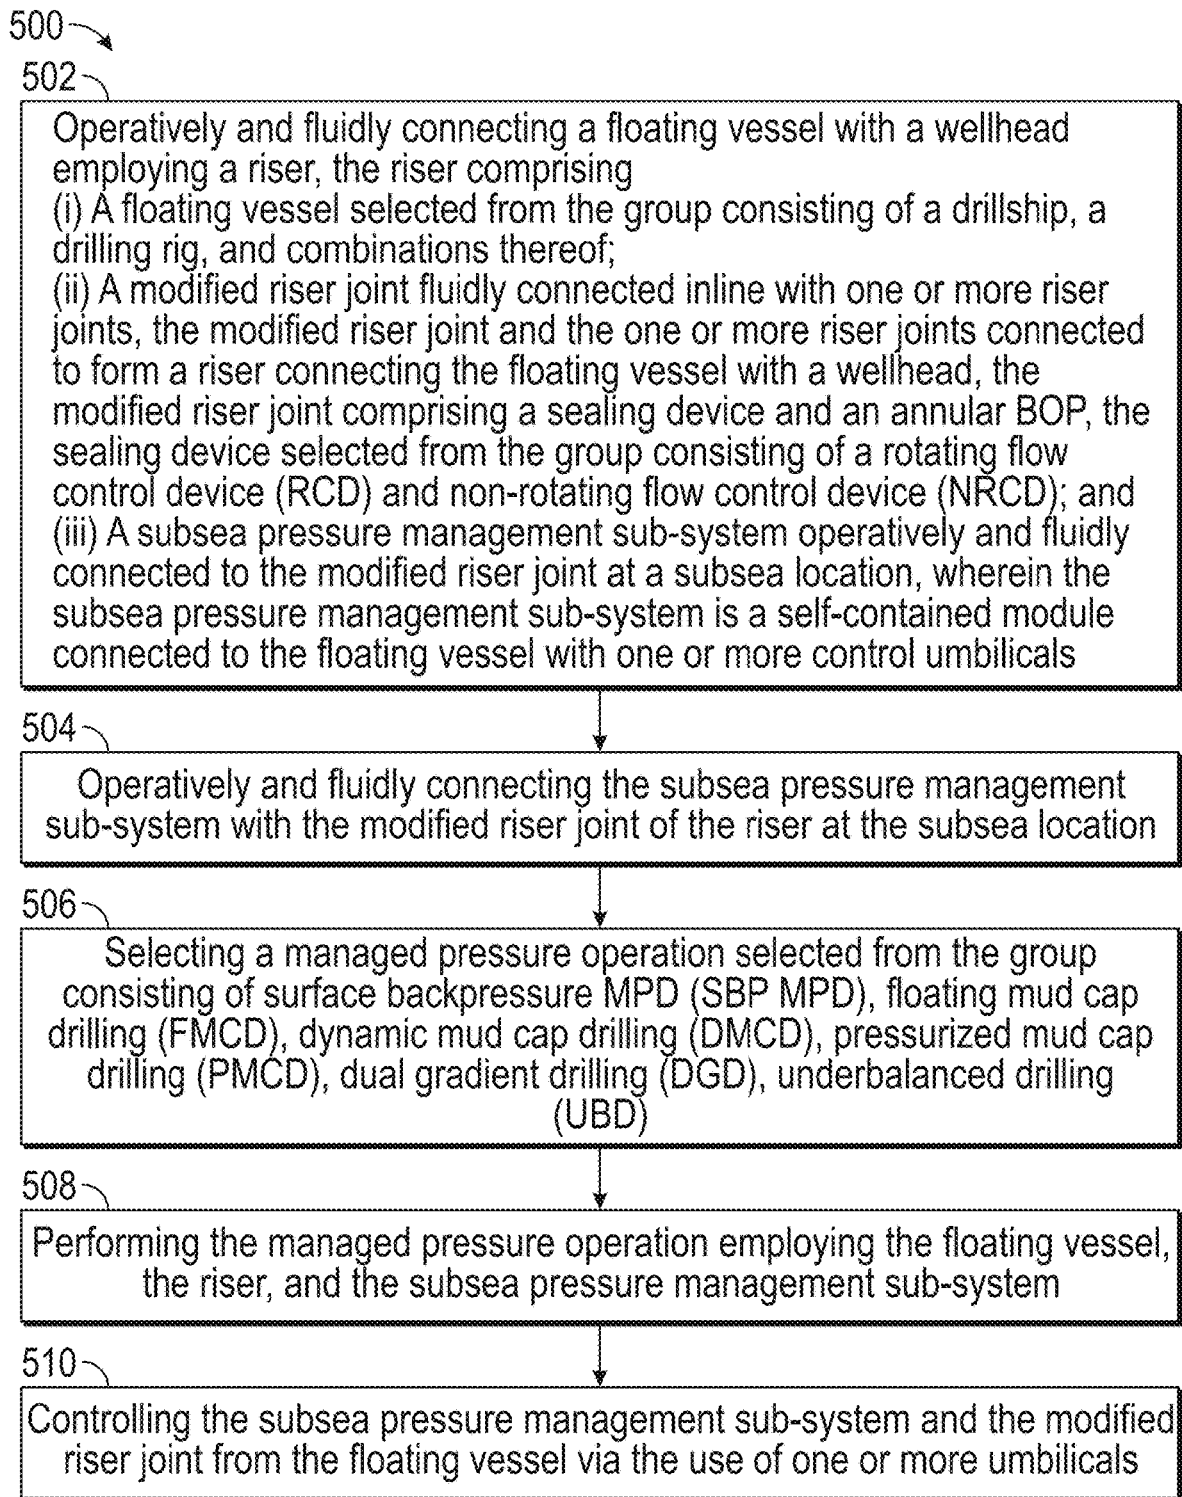 500
502
Operatively and fluidly connecting a floating vessel with a wellhead
employing a riser, the riser comprising
(i) A floating vessel selected from the group consisting of a drillship, a
drilling rig, and combinations thereof;
(ii) A modified riser joint fluidly connected inline with one or more riser
joints, the modified riser joint and the one or more riser joints connected
to form a riser connecting the floating vessel with a wellhead, the
modified riser joint comprising a sealing device and an annular BOP, the
sealing device selected from the group consisting of a rotating flow
control device (RCD) and non-rotating flow control device (NRCD); and
(iii) A subsea pressure management sub-system operatively and fluidly
connected to the modified riser joint at a subsea location, wherein the
subsea pressure management sub-system is a self-contained module
connected to the floating vessel with one or more control umbilicals
504
Operatively and fluidly connecting the subsea pressure management
sub-system with the modified riser joint of the riser at the subsea location
506
Selecting a managed pressure operation selected from the group
consisting of surface backpressure MPD (SBP MPD), floating mud cap
drilling (FMCD), dynamic mud cap drilling (DMCD), pressurized mud cap
drilling (PMCD), dual gradient drilling (DGD), underbalanced drilling
(UBD)
508
Performing the managed pressure operation employing the floating vessel,
the riser, and the subsea pressure management sub-system
510
Controlling the subsea pressure management sub-system and the modified
riser joint from the floating vessel via the use of one or more umbilicals